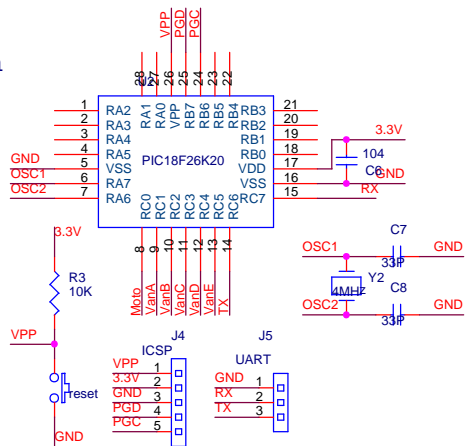 VPP
PGD
PGC
28 27 26 25 24 23 22
U2
RA1 RA0 VPP RB7 RB6 RB5 RB4
1 RA2 RB3 21
2 RA3 RB2 20
3 RA4 RB1 19
4 RA5 RB0 18
GND 5 VSS VDD 17 3.3V
OSC1 6 RA7 VSS 16 GND
OSC2 7 RA6 RC7 15 RX
PIC18F26K20
104
C6
RC0 RC1 RC2 RC3 RC4 RC5 RC6
8 9 10 11 12 13 14
Moto VanA VanB VanC VanD VanE TX
3.3V
R3
10K
VPP
reset
GND
C7
OSC1 GND
33P
Y2
4MHz
C8
OSC2 GND
33P
J4
ICSP
VPP 1
3.3V 2
GND 3
PGD 4
PGC 5
J5
UART
GND 1
RX 2
TX 3